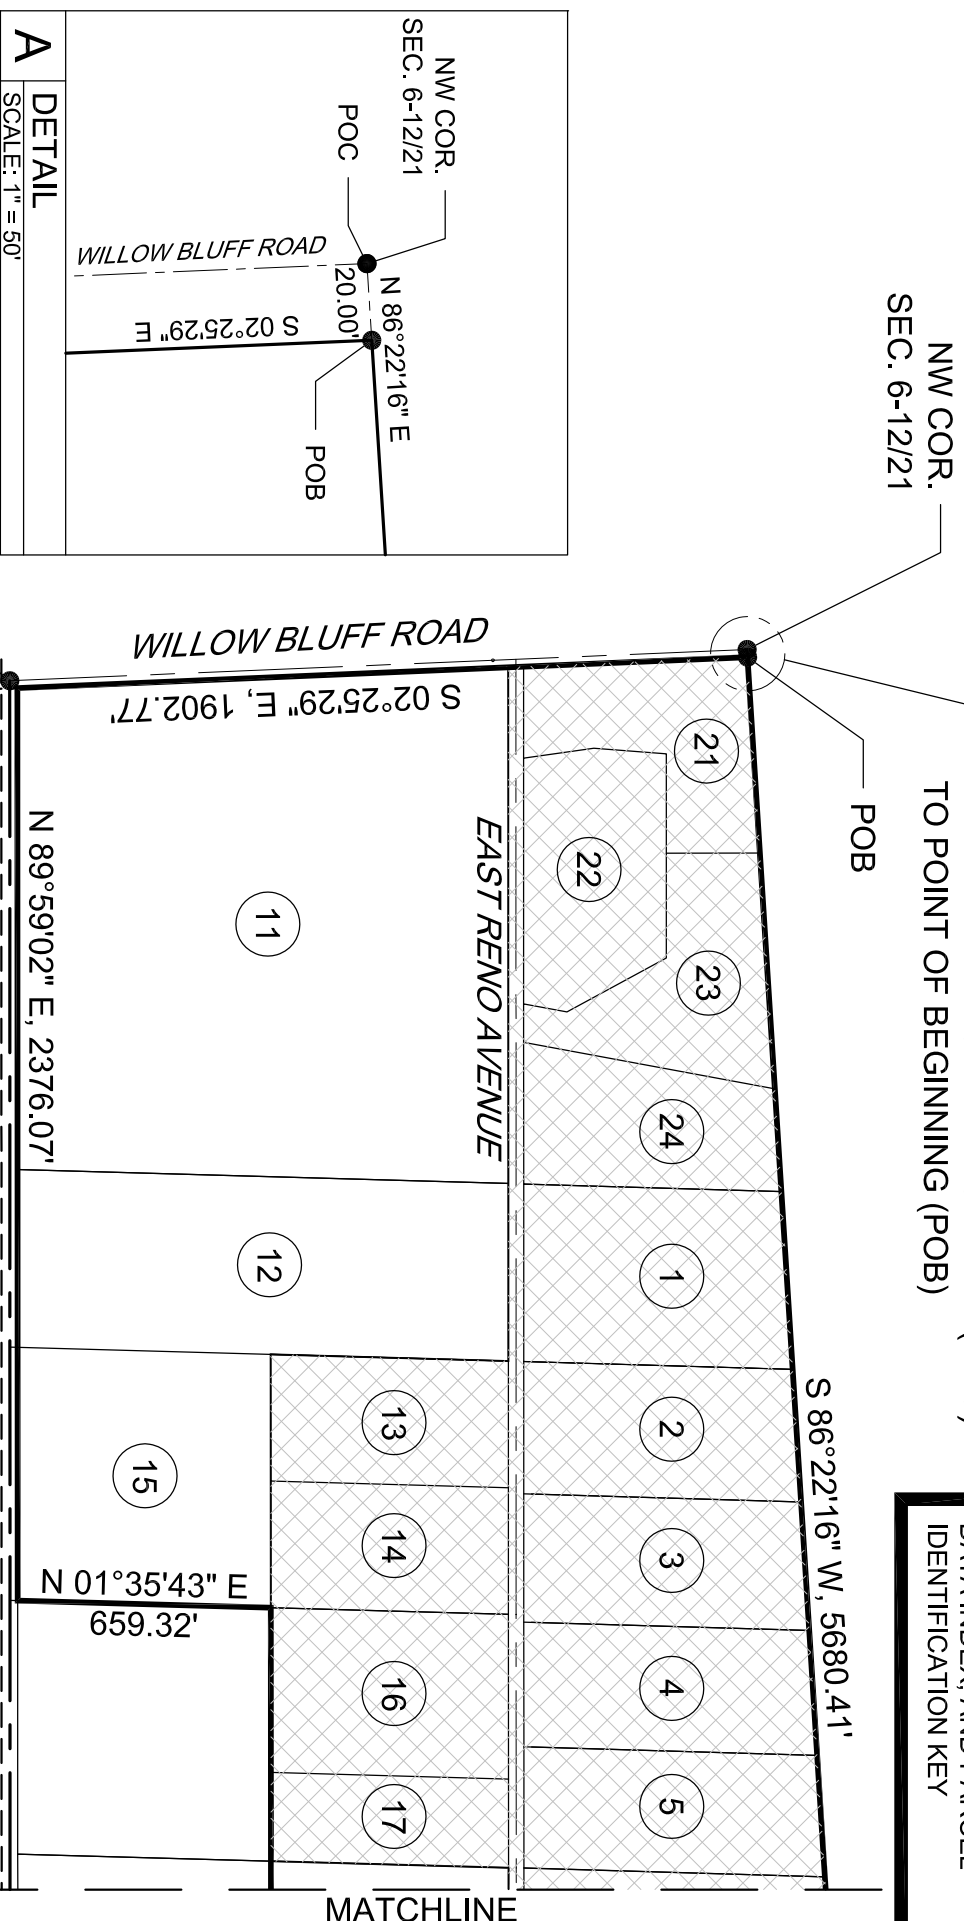 NW COR.
SEC. 6-12/21
POC
N 86°22'16" E
20.00'
WILLOW BLUFF ROAD
S 02°25'29" E
POB
A
DETAIL
SCALE: 1" = 50'
NW COR.
SEC. 6-12/21
POB
TO POINT OF BEGINNING (POB)
IDENTIFICATION KEY
S 86°22'16" W, 5680.41'
WILLOW BLUFF ROAD
S 02°25'29" E, 1902.77'
EAST RENO AVENUE
N 89°59'02" E, 2376.07'
N 01°35'43" E
659.32'
21
22
23
24
1
2
3
4
5
11
12
13
14
15
16
17
MATCHLINE